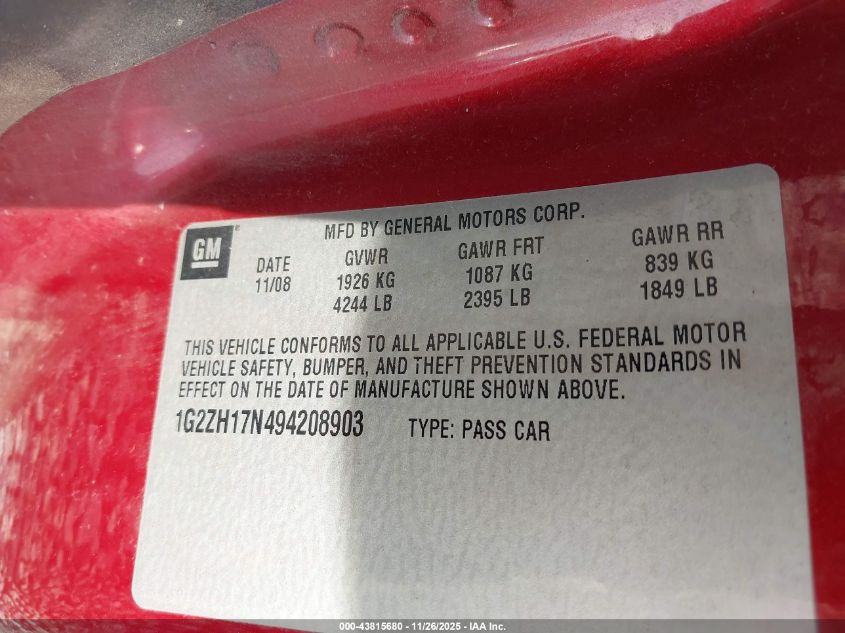 GM
MFD BY GENERAL MOTORS CORP.
DATE GVWR GAWR FRT GAWR RR
11/08 1926 KG 1087 KG 839 KG
4244 LB 2395 LB 1849 LB
THIS VEHICLE CONFORMS TO ALL APPLICABLE U.S. FEDERAL MOTOR
VEHICLE SAFETY, BUMPER, AND THEFT PREVENTION STANDARDS IN
EFFECT ON THE DATE OF MANUFACTURE SHOWN ABOVE.
1G2ZH17N494208903 TYPE: PASS CAR
000-43815680 - 11/26/2025 - IAA Inc.